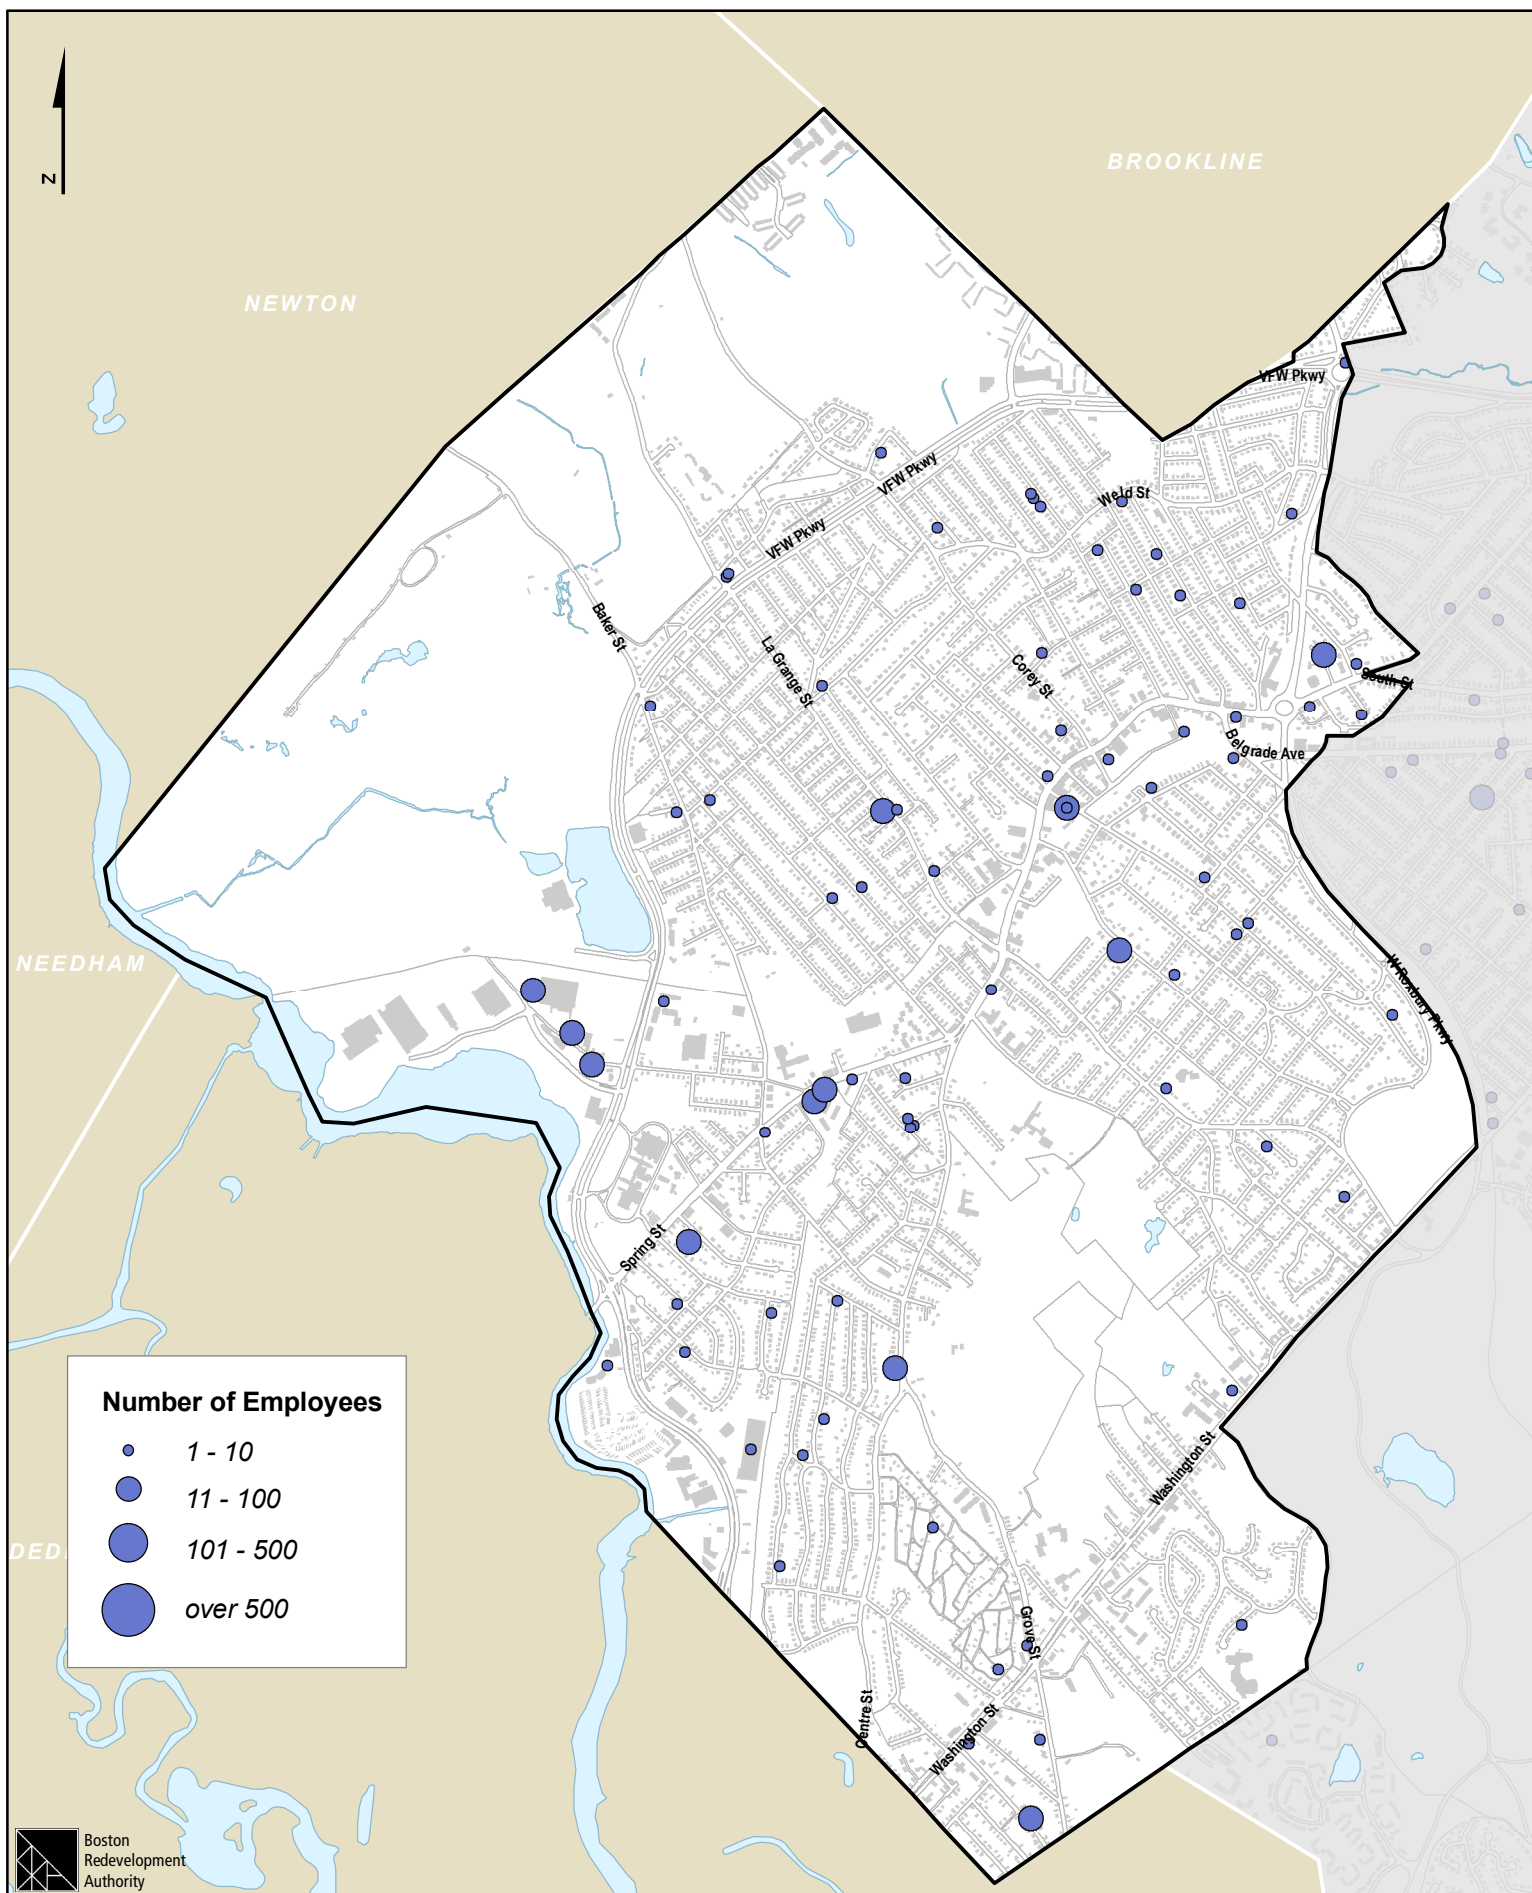 N
BROOKLINE
NEWTON
VFW Pkwy
VFW Pkwy
Weld St
VFW Pkwy
Baker St
La Grange St
Corey St
South St
Belgrade Ave
NEEDHAM
W Roxbury Pkwy
Spring St
Number of Employees
1 - 10
11 - 100
101 - 500
over 500
DED
Washington St
Grove St
Centre St
Washington St
Boston
Redevelopment
Authority